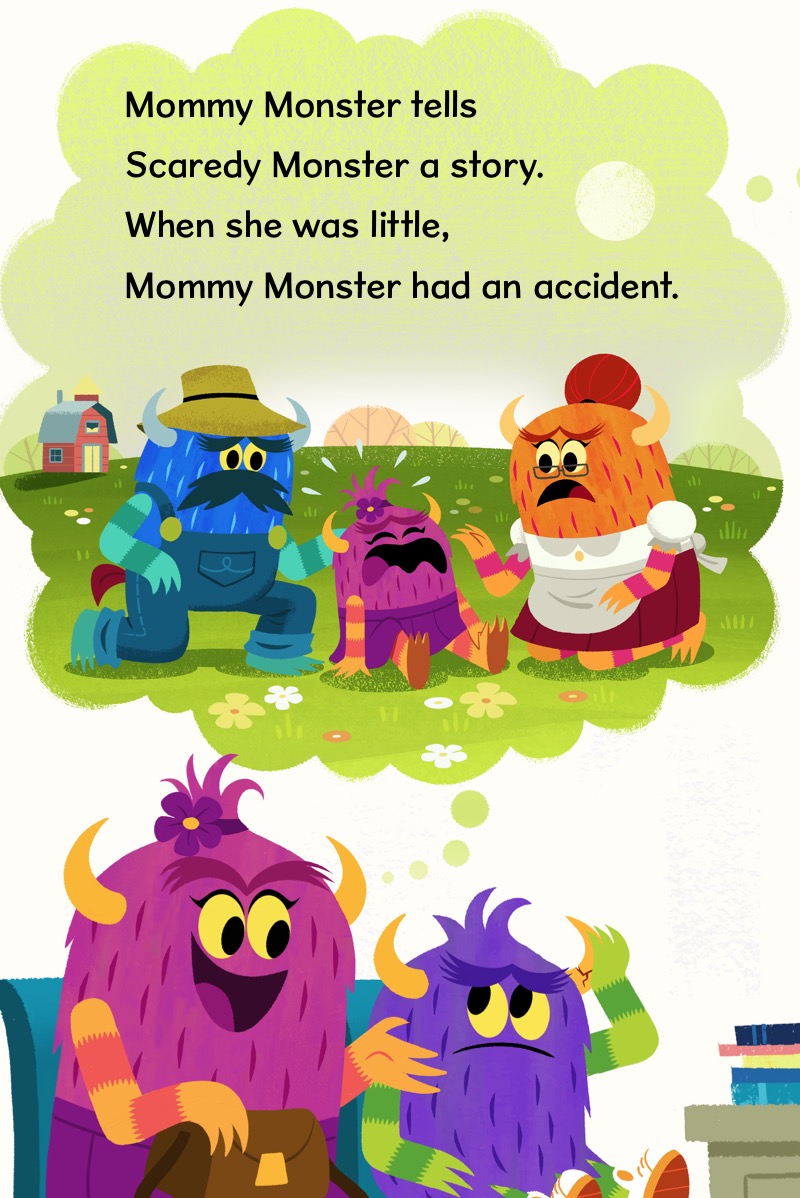 Mommy Monster tells
Scaredy Monster a story.
When she was little,
Mommy Monster had an accident.